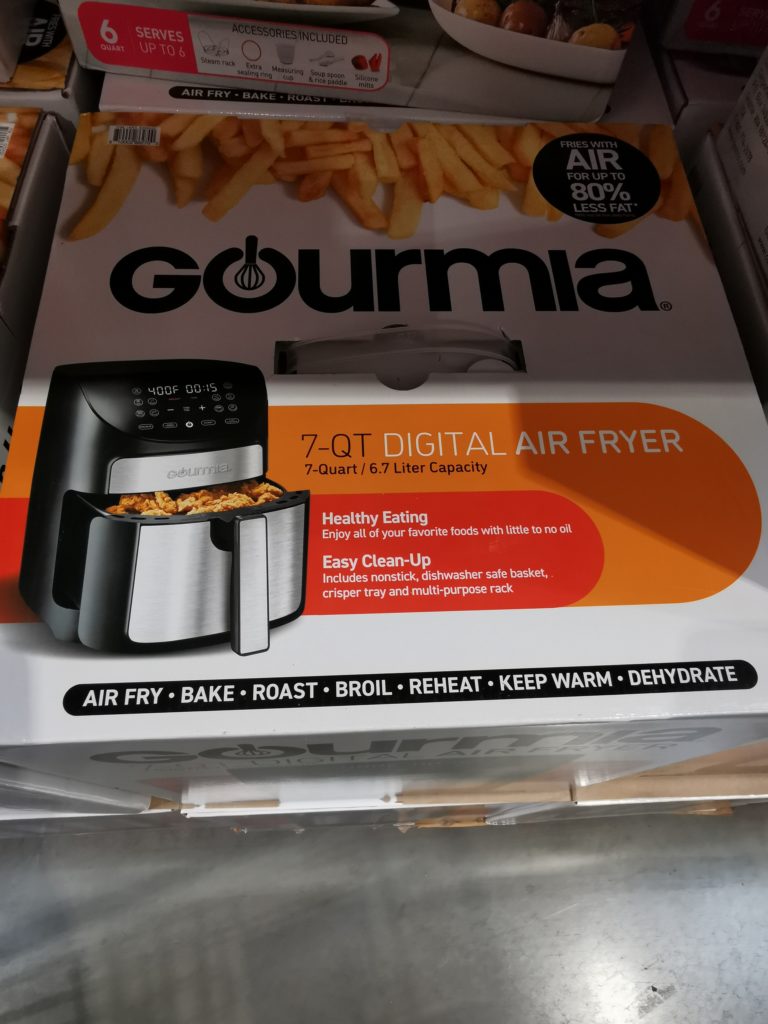 6
QUART
SERVES
UP TO 6
ACCESSORIES INCLUDED
Steam rack
Extra
sealing ring
Measuring
cup
Soup spoon
& rice paddle
Silicone
mitts
AIR FRY • BAKE • ROAST •
FRIES WITH
AIR
FOR UP TO
80%
LESS FAT*
GOURMIA®
400F 00:15
GOURMIA
7-QT DIGITAL AIR FRYER
7-Quart / 6.7 Liter Capacity
Healthy Eating
Enjoy all of your favorite foods with little to no oil
Easy Clean-Up
Includes nonstick, dishwasher safe basket,
crisper tray and multi-purpose rack
AIR FRY • BAKE • ROAST • BROIL • REHEAT • KEEP WARM • DEHYDRATE
GOURMIA
DIGITAL AIR FRYER